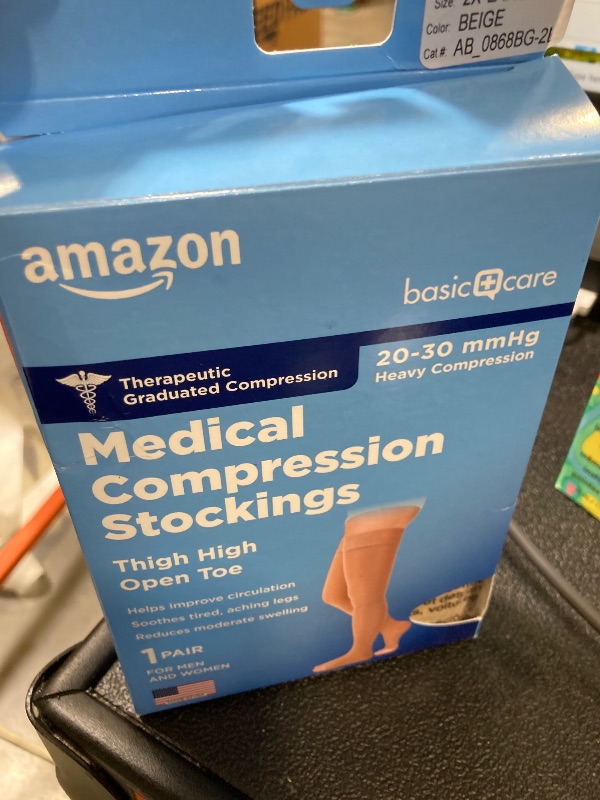 Size:
Color: BEIGE
Cat #: AB_0868BG-2
amazon
basic care
Therapeutic
Graduated Compression
20-30 mmHg
Heavy Compression
Medical
Compression
Stockings
Thigh High
Open Toe
Helps improve circulation
Soothes tired, aching legs
Reduces moderate swelling
1 PAIR
FOR MEN
AND WOMEN